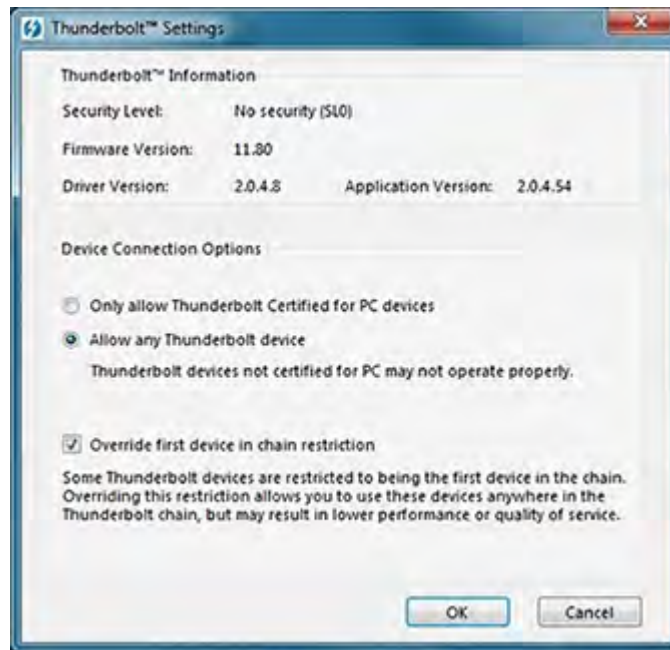 Thunderbolt™ Settings
Thunderbolt™ Information
Security Level: No security (SL0)
Firmware Version: 11.80
Driver Version: 2.0.4.8 Application Version: 2.0.4.54
Device Connection Options
Only allow Thunderbolt Certified for PC devices
Allow any Thunderbolt device
Thunderbolt devices not certified for PC may not operate properly.
Override first device in chain restriction
Some Thunderbolt devices are restricted to being the first device in the chain.
Overriding this restriction allows you to use these devices anywhere in the
Thunderbolt chain, but may result in lower performance or quality of service.
OK Cancel